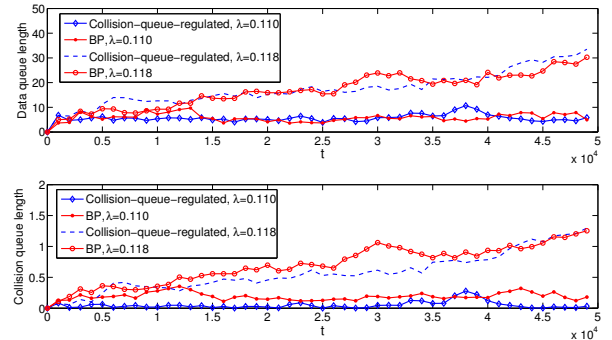 50
40
30
20
10
0
Data queue length
Collision-queue-regulated, λ=0.110
BP,λ=0.110
Collision-queue-regulated, λ=0.118
BP,λ=0.118
0 0.5 1 1.5 2 2.5 3 3.5 4 4.5 5
t
x 10⁴
2
1.5
1
0.5
0
Collision queue length
Collision-queue-regulated, λ=0.110
BP,λ=0.110
Collision-queue-regulated, λ=0.118
BP,λ=0.118
0 0.5 1 1.5 2 2.5 3 3.5 4 4.5 5
t
x 10⁴